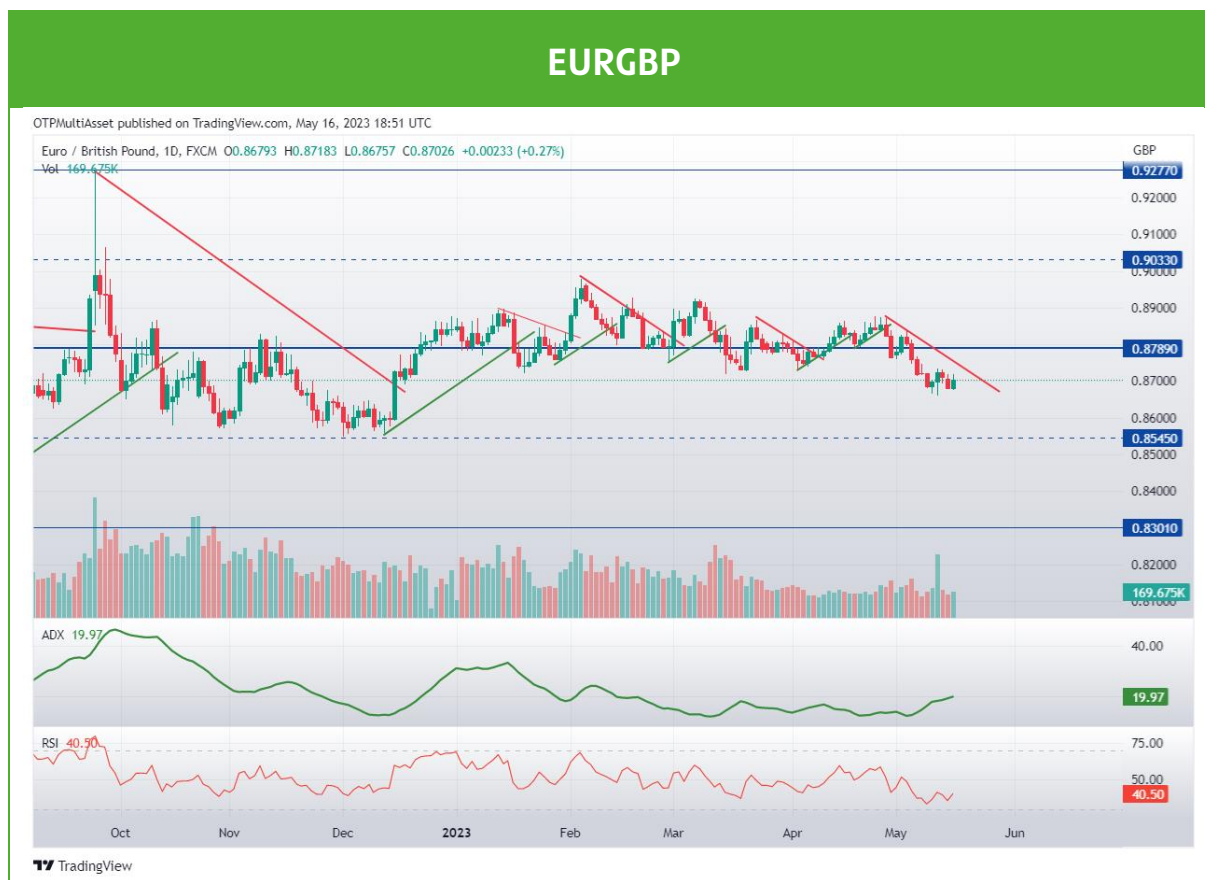 EURGBP
OTPMultiAsset published on TradingView.com, May 16, 2023 18:51 UTC
Euro / British Pound, 1D, FXCM O0.86793 H0.87183 L0.86757 C0.87026 +0.00233 (+0.27%)
GBP
Vol 169.675K
0.92770
0.92000
0.91000
0.90330
0.90000
0.89000
0.87890
0.87000
0.86000
0.85450
0.85000
0.84000
0.83010
0.82000
169.675K
0.81000
ADX 19.97
40.00
19.97
RSI 40.50
75.00
50.00
40.50
Oct Nov Dec 2023 Feb Mar Apr May Jun
TradingView